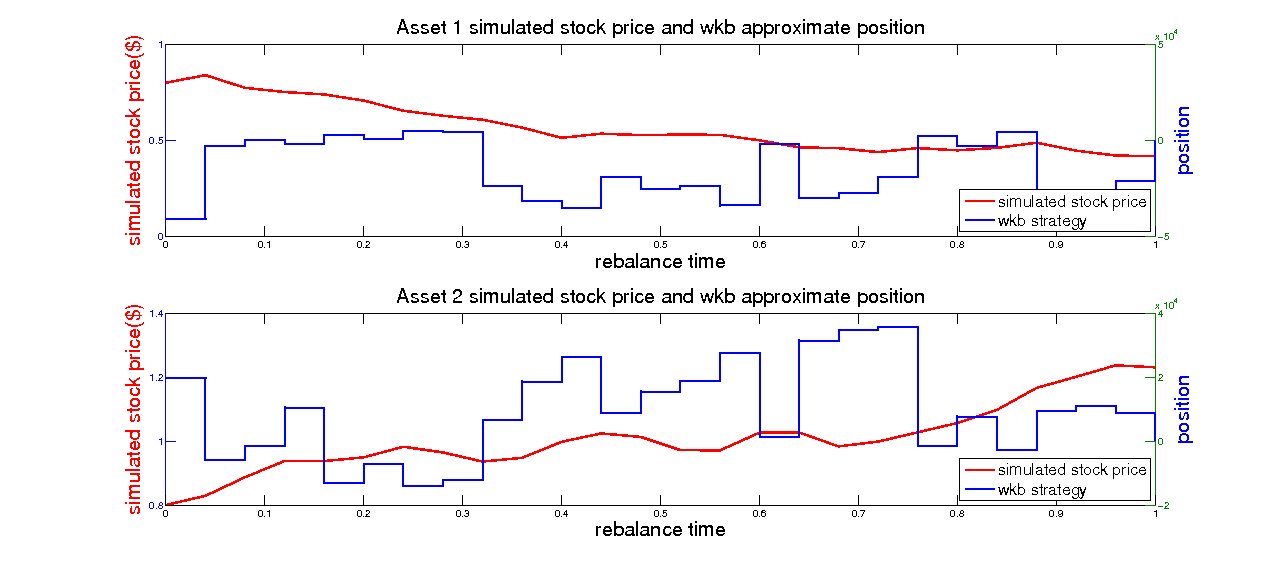 Asset 1 simulated stock price and wkb approximate position
x 10^4
simulated stock price($)
1
0.5
0
5
0
-5
position
simulated stock price
wkb strategy
0 0.1 0.2 0.3 0.4 0.5 0.6 0.7 0.8 0.9 1
rebalance time
Asset 2 simulated stock price and wkb approximate position
x 10^4
simulated stock price($)
1.4
1.2
1
0.8
4
2
0
-2
position
simulated stock price
wkb strategy
0 0.1 0.2 0.3 0.4 0.5 0.6 0.7 0.8 0.9 1
rebalance time